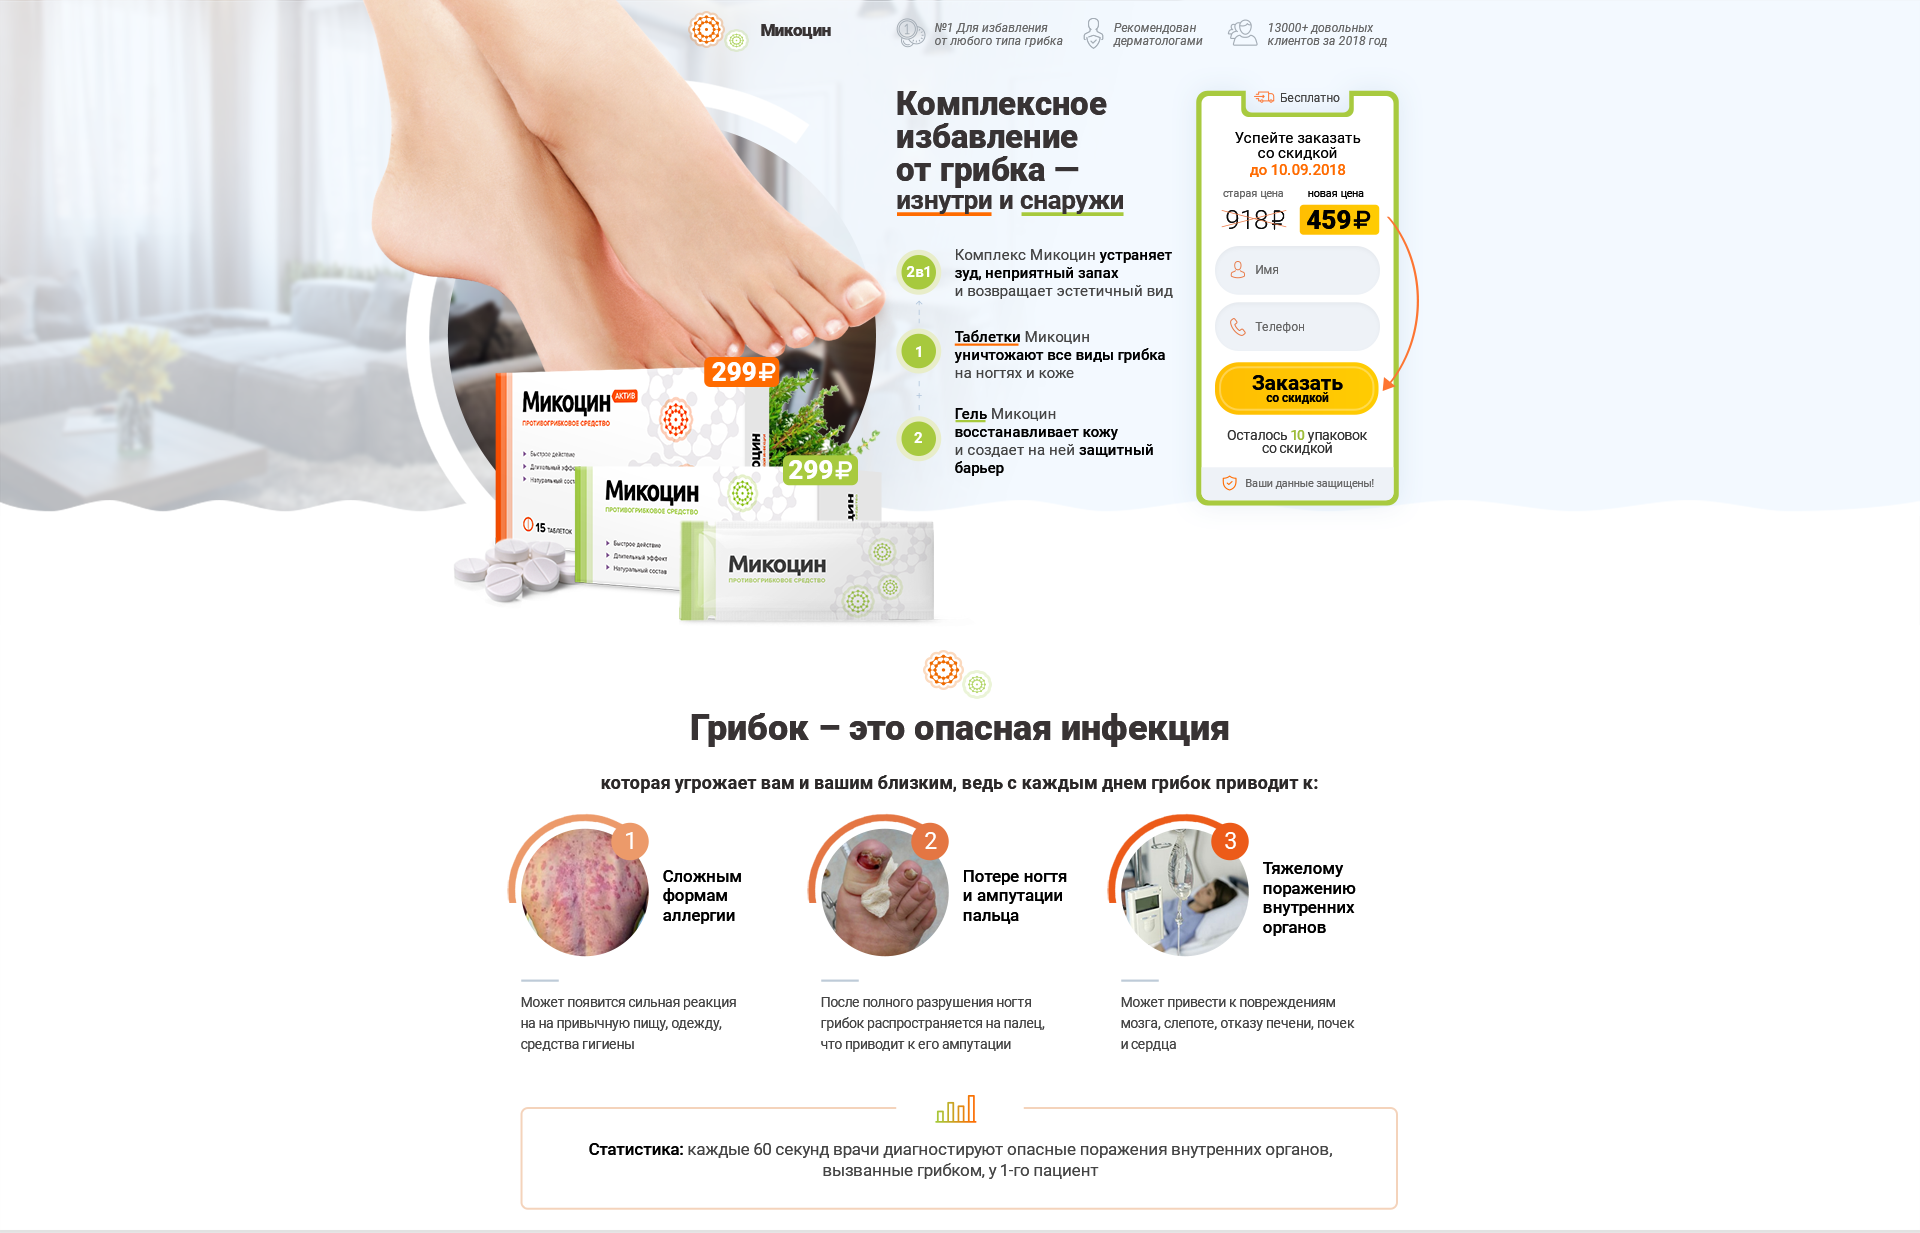 Микоцин
№1 Для избавления
от любого типа грибка
Рекомендован
дерматологами
13000+ довольных
клиентов за 2018 год
Комплексное
избавление
от грибка —
изнутри и снаружи
2в1
Комплекс Микоцин устраняет
зуд, неприятный запах
и возвращает эстетичный вид
1
Таблетки Микоцин
уничтожают все виды грибка
на ногтях и коже
2
Гель Микоцин
восстанавливает кожу
и создает на ней защитный
барьер
Бесплатно
Успейте заказать
со скидкой
до 10.09.2018
старая цена
новая цена
918₽
459₽
Имя
Телефон
Заказать
со скидкой
Осталось 10 упаковок
со скидкой
Ваши данные защищены!
299₽
Микоцин
АКТИВ
ПРОТИВОГРИБКОВОЕ СРЕДСТВО
Быстрое действие
Длительный
Натуральный
15 ТАБЛЕТОК
299₽
Микоцин
ПРОТИВОГРИБКОВОЕ СРЕДСТВО
Быстрое действие
Длительный эффект
Натуральный состав
Микоцин
ПРОТИВОГРИБКОВОЕ СРЕДСТВО
Грибок – это опасная инфекция
которая угрожает вам и вашим близким, ведь с каждым днем грибок приводит к:
1
Сложным
формам
аллергии
Может появится сильная реакция
на на привычную пищу, одежду,
средства гигиены
2
Потере ногтя
и ампутации
пальца
После полного разрушения ногтя
грибок распространяется на палец,
что приводит к его ампутации
3
Тяжелому
поражению
внутренних
органов
Может привести к повреждениям
мозга, слепоте, отказу печени, почек
и сердца
Статистика: каждые 60 секунд врачи диагностируют опасные поражения внутренних органов,
вызванные грибком, у 1-го пациент